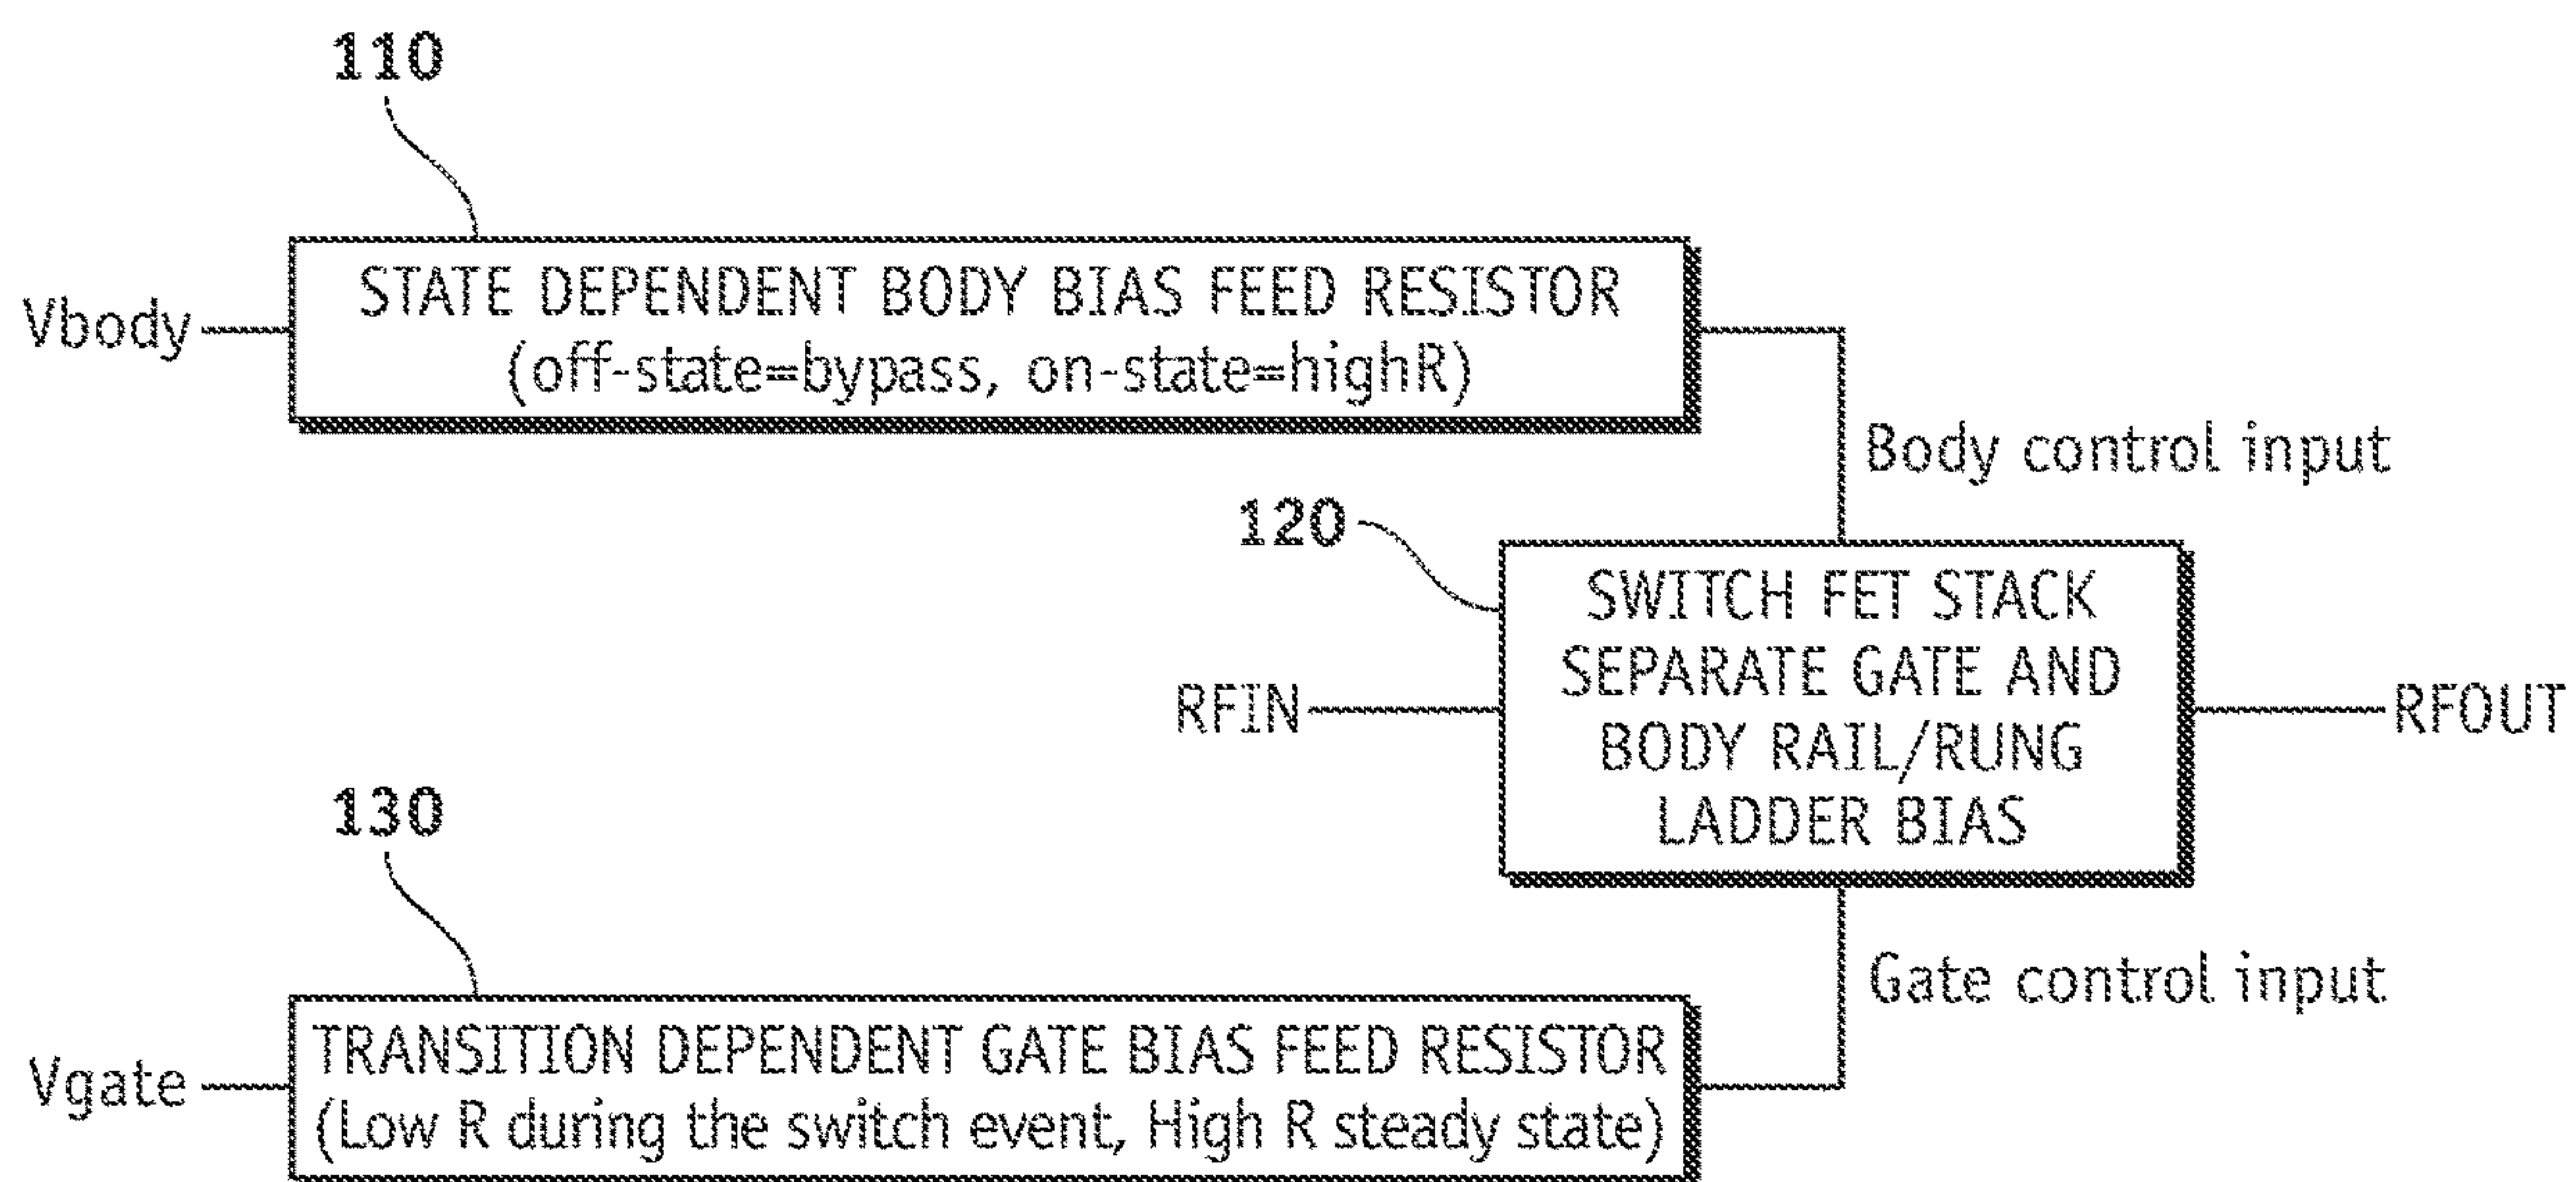 110
STATE DEPENDENT BODY BIAS FEED RESISTOR
(off-state=bypass, on-state=highR)
Vbody
Body control input
120
SWITCH FET STACK
SEPARATE GATE AND
BODY RAIL/RUNG
LADDER BIAS
RFIN
RFOUT
130
Gate control input
TRANSITION DEPENDENT GATE BIAS FEED RESISTOR
(Low R during the switch event, High R steady state)
Vgate